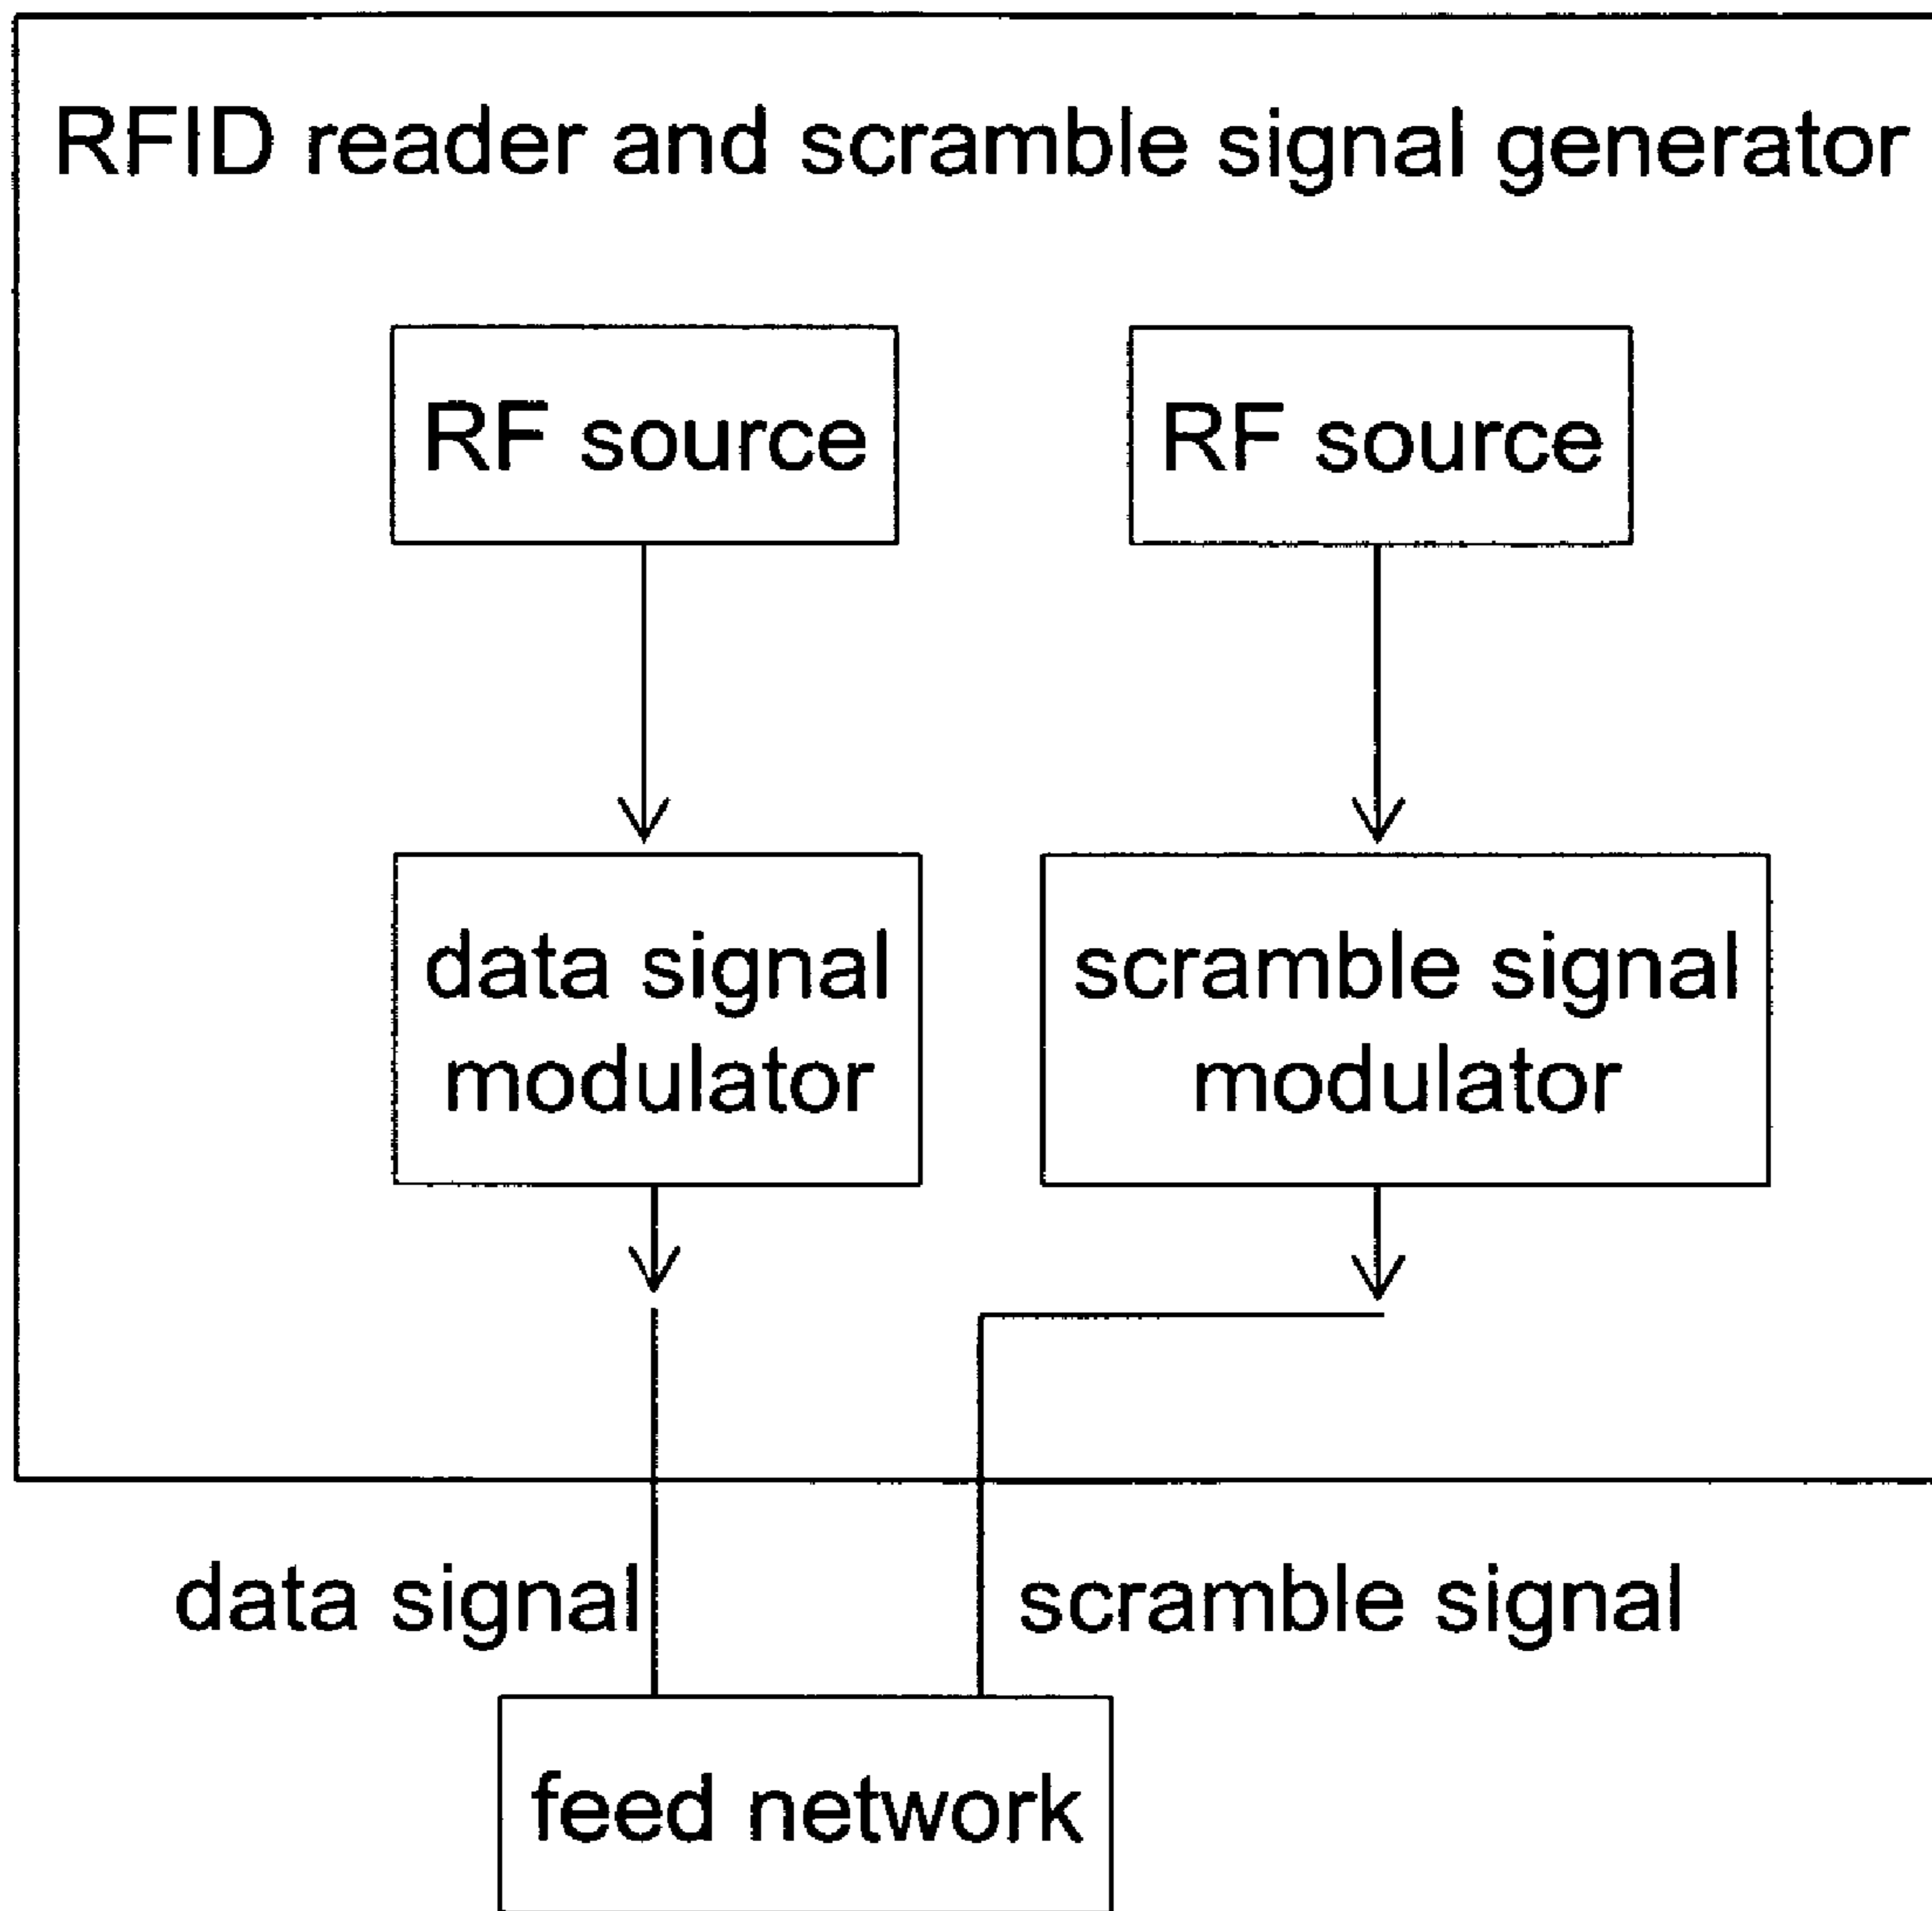 RFID reader and scramble signal generator
RF source
RF source
data signal
modulator
scramble signal
modulator
data signal
scramble signal
feed network